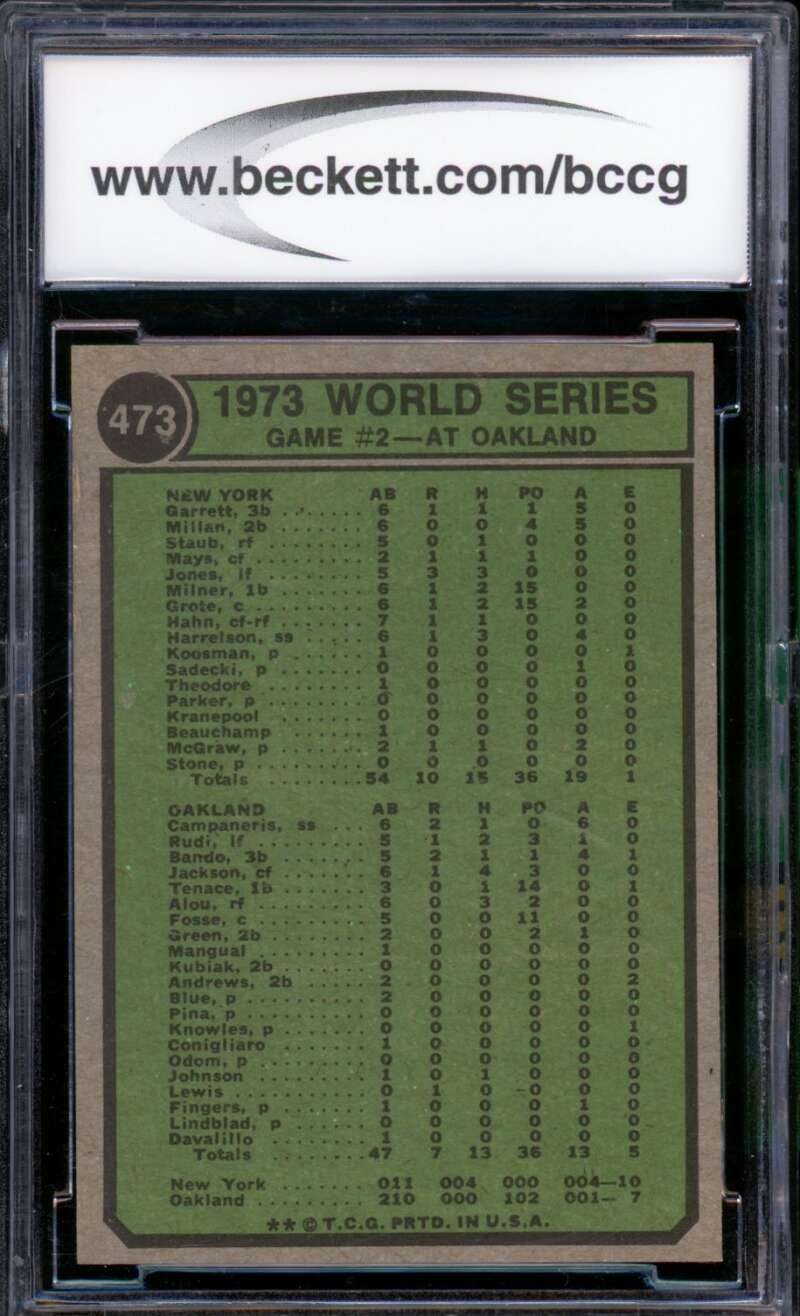 www.beckett.com/bccg
473
1973 WORLD SERIES
GAME #2—AT OAKLAND
NEW YORK AB R H PO A E
Garrett, 3b ........ 6 1 1 1 5 0
Millan, 2b ........ 6 0 0 4 5 0
Staub, rf ......... 5 0 1 0 0 0
Mays, cf .......... 2 1 1 1 0 0
Jones, lf ......... 5 3 3 0 0 0
Milner, 1b ........ 6 1 2 15 0 0
Grote, c .......... 6 1 2 15 2 0
Hahn, cf-rf ....... 7 1 1 0 0 0
Harrelson, ss ..... 6 1 3 0 4 0
Koosman, p ...... 1 0 0 0 0 1
Sadecki, p ........ 0 0 0 0 1 0
Theodore ......... 1 0 0 0 0 0
Parker, p ......... 0 0 0 0 0 0
Kranepool ........ 0 0 0 0 0 0
Beauchamp ....... 1 0 0 0 0 0
McGraw, p ....... 2 1 1 0 2 0
Stone, p .......... 0 0 0 0 0 0
Totals .........54 10 15 36 19 1
OAKLAND AB R H PO A E
Campaneris, ss ... 6 2 1 0 6 0
Rudi, lf .......... 5 1 2 3 1 0
Bando, 3b ........ 5 2 1 1 4 1
Jackson, cf ....... 6 1 4 3 0 0
Tenace, 1b ........ 3 0 1 14 0 1
Alou, rf ........... 6 0 3 2 0 0
Fosse, c .......... 5 0 0 11 0 0
Green, 2b ......... 2 0 0 2 1 0
Mangual .......... 1 0 0 0 0 0
Kubiak, 2b ........ 0 0 0 0 0 0
Andrews, 2b ...... 2 0 0 0 0 2
Blue, p ........... 2 0 0 0 0 0
Pina, p ........... 0 0 0 0 0 0
Knowles, p ....... 0 0 0 0 0 1
Conigliaro ....... 1 0 0 0 0 0
Odom, p .......... 0 0 0 0 0 0
Johnson .......... 1 0 1 0 0 0
Lewis ............ 0 1 0 0 0 0
Fingers, p ........ 1 0 0 0 1 0
Lindblad, p ...... 0 0 0 0 0 0
Davalillo ........ 1 0 0 0 0 0
Totals .........47 7 13 36 13 5
New York ........ 011 004 000 004—10
Oakland ......... 210 000 102 001— 7
** © T.C.G. PRTD. IN U.S.A.